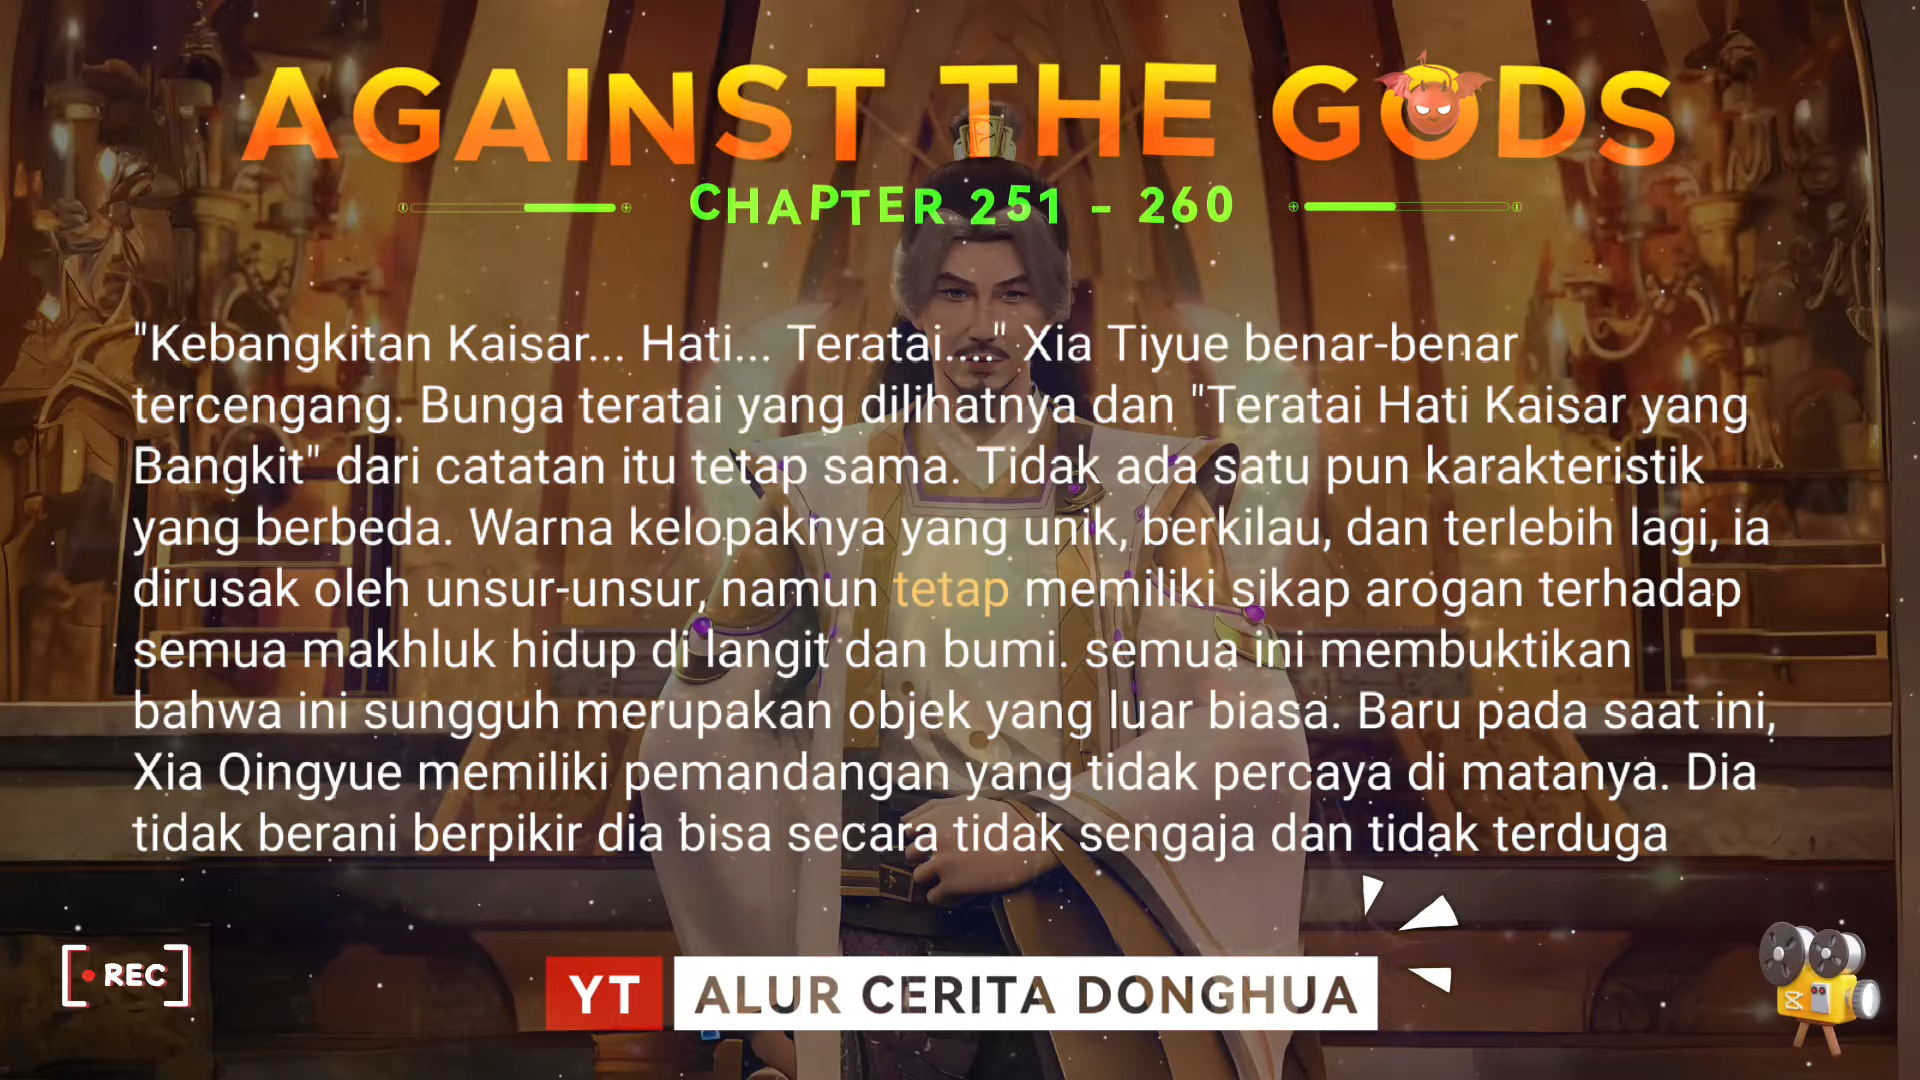 AGAINST THE GODS
CHAPTER 251 - 260
"Kebangkitan Kaisar... Hati... Teratai...." Xia Tiyue benar-benar
tercengang. Bunga teratai yang dilihatnya dan "Teratai Hati Kaisar yang
Bangkit" dari catatan itu tetap sama. Tidak ada satu pun karakteristik
yang berbeda. Warna kelopaknya yang unik, berkilau, dan terlebih lagi, ia
dirusak oleh unsur-unsur, namun tetap memiliki sikap arogan terhadap
semua makhluk hidup di langit dan bumi. semua ini membuktikan
bahwa ini sungguh merupakan objek yang luar biasa. Baru pada saat ini,
Xia Qingyue memiliki pemandangan yang tidak percaya di matanya. Dia
tidak berani berpikir dia bisa secara tidak sengaja dan tidak terduga
REC
YT ALUR CERITA DONGHUA